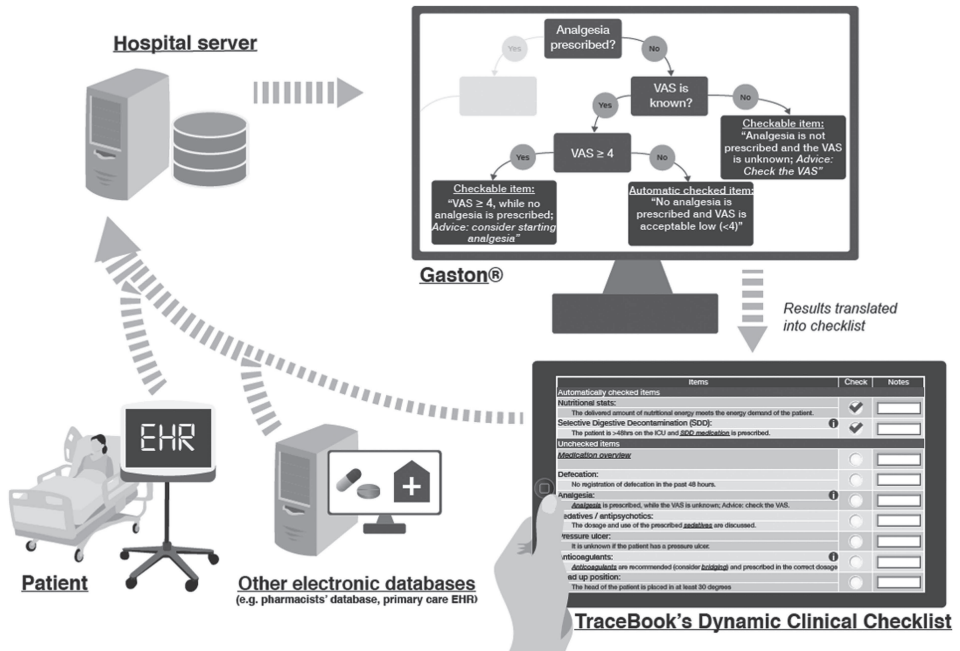 Hospital server
Analgesia
prescribed?
Yes
No
VAS is
known?
Yes
No
Checkable item:
“Analgesia is not
prescribed and the VAS
is unknown; Advice:
Check the VAS”
VAS ≥ 4
Yes
No
Checkable item:
“VAS ≥ 4, while no
analgesia is prescribed;
Advice: consider starting
analgesia”
Automatic checked item:
“No analgesia is
prescribed and VAS is
acceptable low (<4)”
Gaston®
Results translated
into checklist
Items Check Notes
Automatically checked items
Nutritional stats:
The delivered amount of nutritional energy meets the energy demand of the patient.
Selective Digestive Decontamination (SDD): i
The patient is >48hrs on the ICU and SDD medication is prescribed.
Unchecked items
Medication overview
Defecation:
No registration of defecation in the past 48 hours.
Analgesia: i
Analgesia is prescribed, while the VAS is unknown; Advice: check the VAS.
edatives / antipsychotics:
The dosage and use of the prescribed sedatives are discussed.
ressure ulcer:
It is unknown if the patient has a pressure ulcer.
nticoagulants: i
Anticoagulants are recommended (consider bridging) and prescribed in the correct dosage
ad up position:
The head of the patient is placed in at least 30 degrees
TraceBook’s Dynamic Clinical Checklist
EHR
Patient
Other electronic databases
(e.g. pharmacists’ database, primary care EHR)